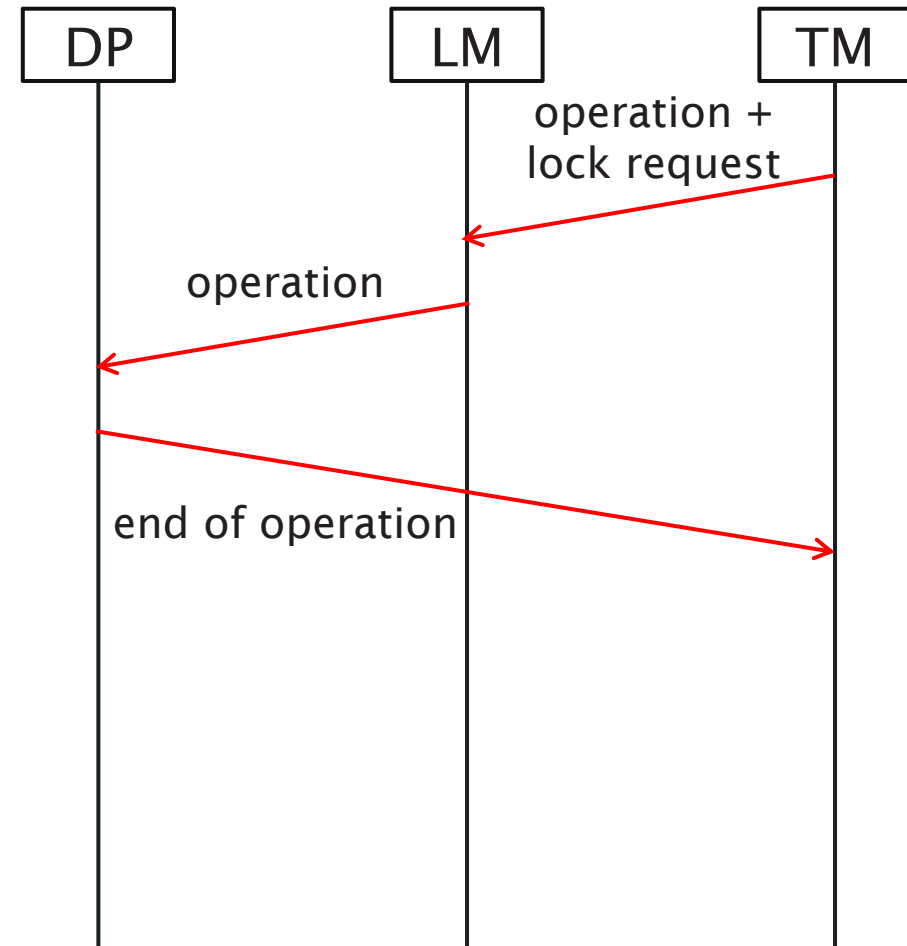 DP
LM
TM
operation +
lock request
operation
end of operation